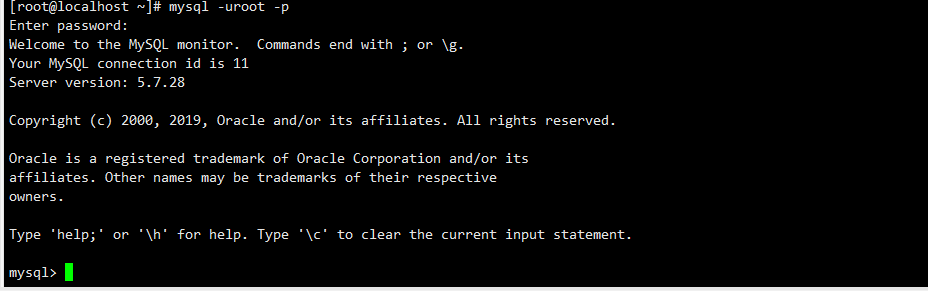 [root@localhost ~]# mysql -uroot -p
Enter password:
Welcome to the MySQL monitor.  Commands end with ; or \g.
Your MySQL connection id is 11
Server version: 5.7.28

Copyright (c) 2000, 2019, Oracle and/or its affiliates. All rights reserved.

Oracle is a registered trademark of Oracle Corporation and/or its
affiliates. Other names may be trademarks of their respective
owners.

Type 'help;' or '\h' for help. Type '\c' to clear the current input statement.

mysql>